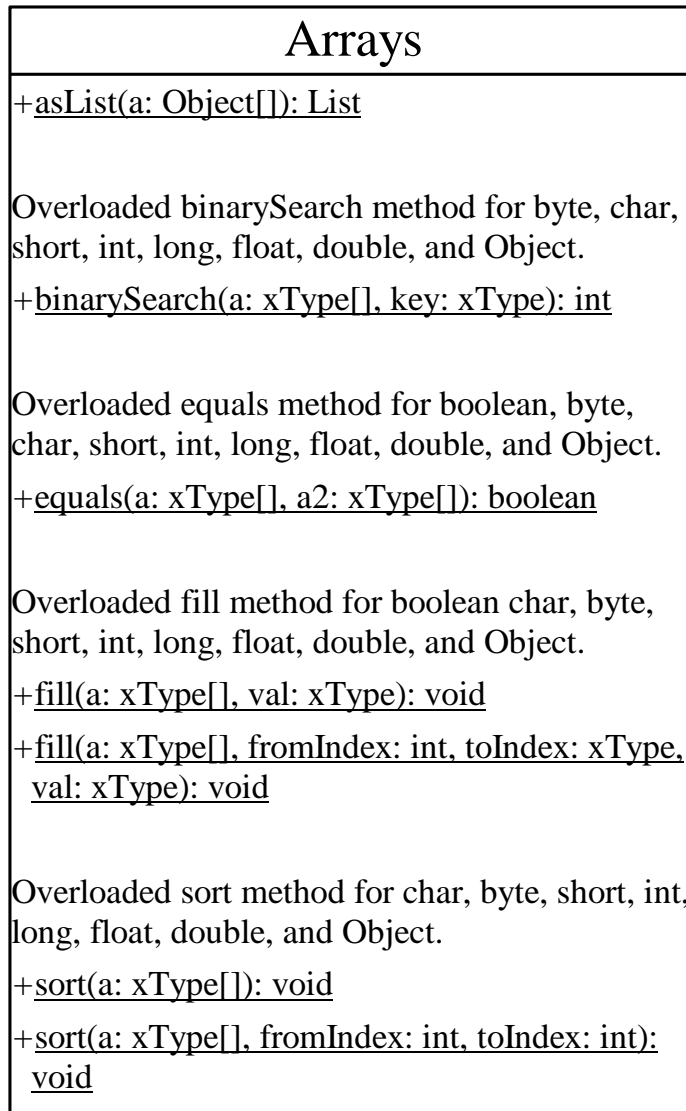 Arrays
+asList(a: Object[]): List
Overloaded binarySearch method for byte, char,
short, int, long, float, double, and Object.
+binarySearch(a: xType[], key: xType): int
Overloaded equals method for boolean, byte,
char, short, int, long, float, double, and Object.
+equals(a: xType[], a2: xType[]): boolean
Overloaded fill method for boolean char, byte,
short, int, long, float, double, and Object.
+fill(a: xType[], val: xType): void
+fill(a: xType[], fromIndex: int, toIndex: xType,
val: xType): void
Overloaded sort method for char, byte, short, int,
long, float, double, and Object.
+sort(a: xType[]): void
+sort(a: xType[], fromIndex: int, toIndex: int):
void